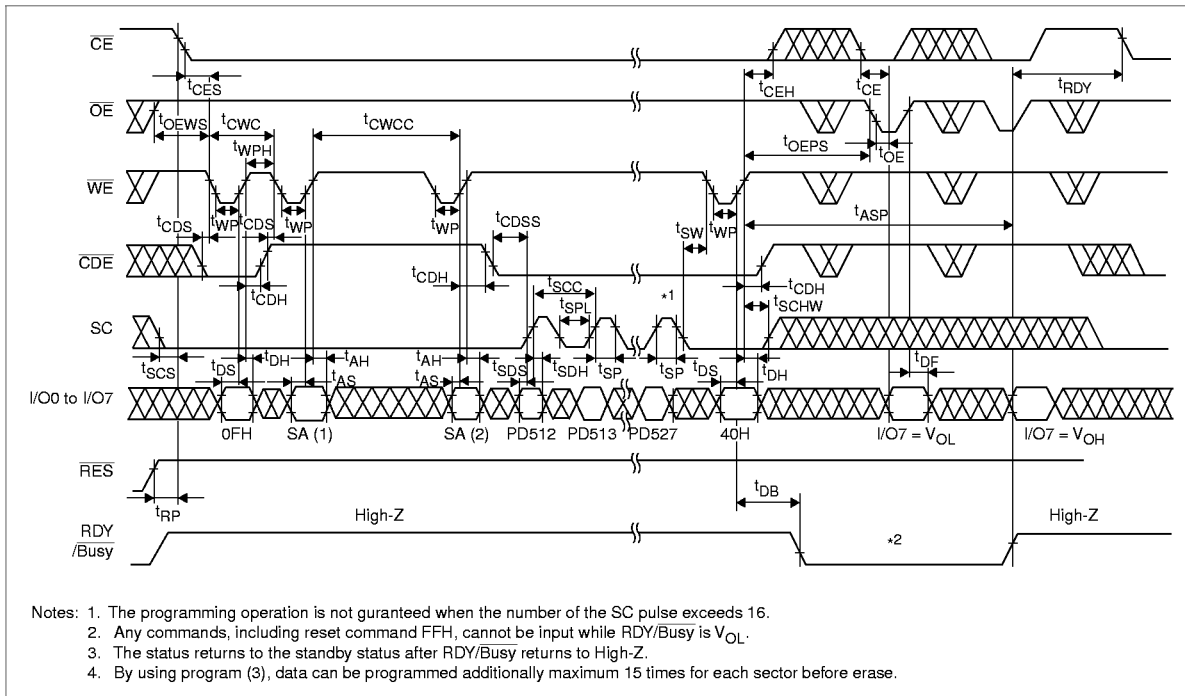 CE
tCES
tCEH
tCE
tRDY
OE
tOEWS
tCWC
tCWCC
tWPH
tOEPS
tOE
WE
tWP
tCDS
tWP
tWP
tCDSS
tWP
tASP
tCDS
tSW
CDE
tCDH
tCDH
tSCC
*1
tCDH
tSPL
tSCHW
SC
tSCS
tDS
tDH
tAH
tAS
tAH
tAS
tSDS
tSDH
tSP
tSP
tDS
tDH
tDF
I/O0 to I/O7
0FH
SA (1)
SA (2)
PD512
PD513
PD527
40H
I/O7 = VOL
I/O7 = VOH
RES
tRP
tDB
High-Z
High-Z
RDY
/Busy
*2
Notes: 1. The programming operation is not guranteed when the number of the SC pulse exceeds 16.
2. Any commands, including reset command FFH, cannot be input while RDY/Busy is VOL.
3. The status returns to the standby status after RDY/Busy returns to High-Z.
4. By using program (3), data can be programmed additionally maximum 15 times for each sector before erase.